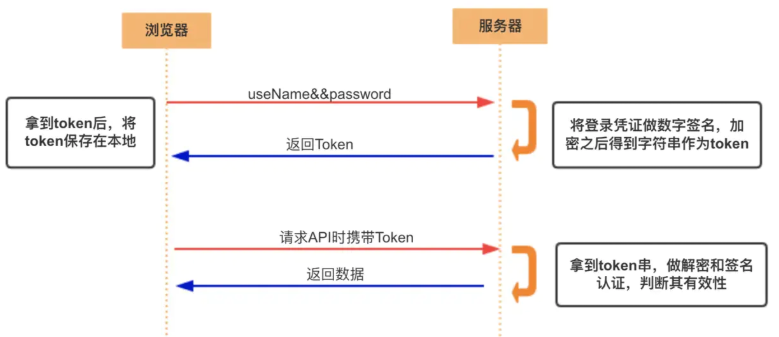 浏览器
服务器
useName&&password
拿到token后，将
token保存在本地
将登录凭证做数字签名，加
密之后得到字符串作为token
返回Token
请求API时携带Token
拿到token串，做解密和签名
认证，判断其有效性
返回数据